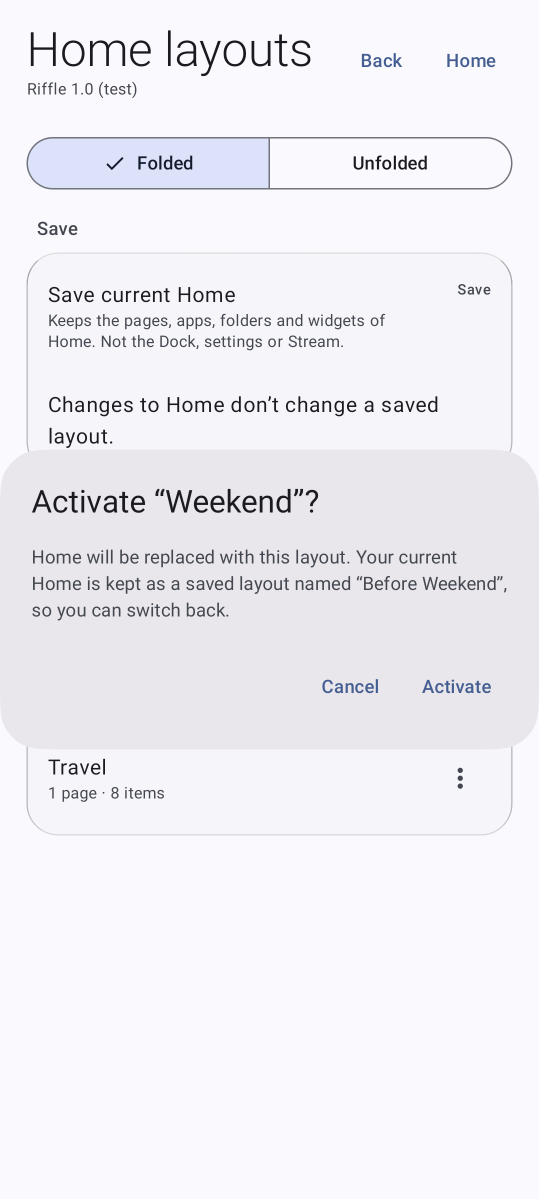 Home layouts
Back
Home
Riffle 1.0 (test)
Folded
Unfolded
Save
Save current Home
Save
Keeps the pages, apps, folders and widgets of
Home. Not the Dock, settings or Stream.
Changes to Home don’t change a saved
layout.
Activate “Weekend”?
Home will be replaced with this layout. Your current
Home is kept as a saved layout named “Before Weekend”,
so you can switch back.
Cancel
Activate
Travel
1 page · 8 items